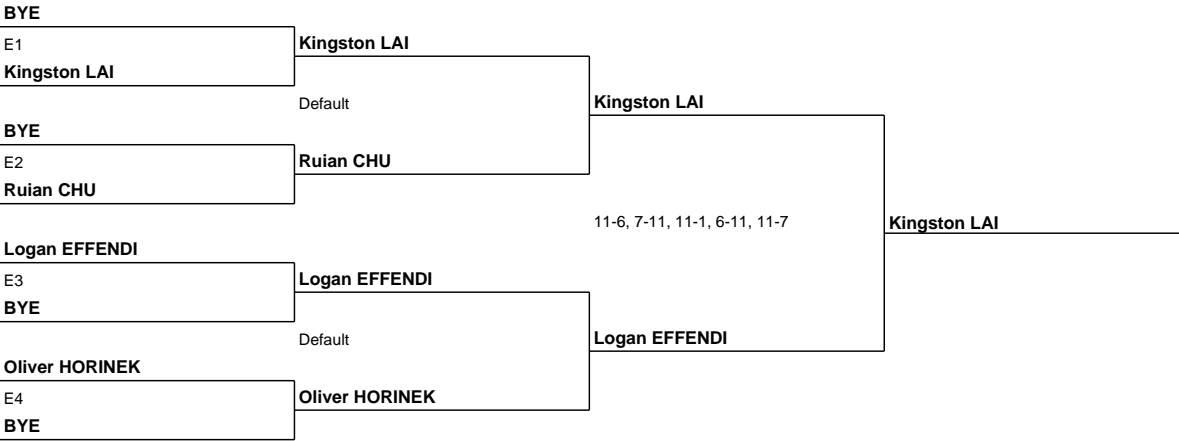 BYE
E1
Kingston LAI
Kingston LAI
Default
Kingston LAI
BYE
E2
Ruian CHU
Ruian CHU
11-6, 7-11, 11-1, 6-11, 11-7
Kingston LAI
Logan EFFENDI
E3
Logan EFFENDI
BYE
Default
Logan EFFENDI
Oliver HORINEK
E4
Oliver HORINEK
BYE